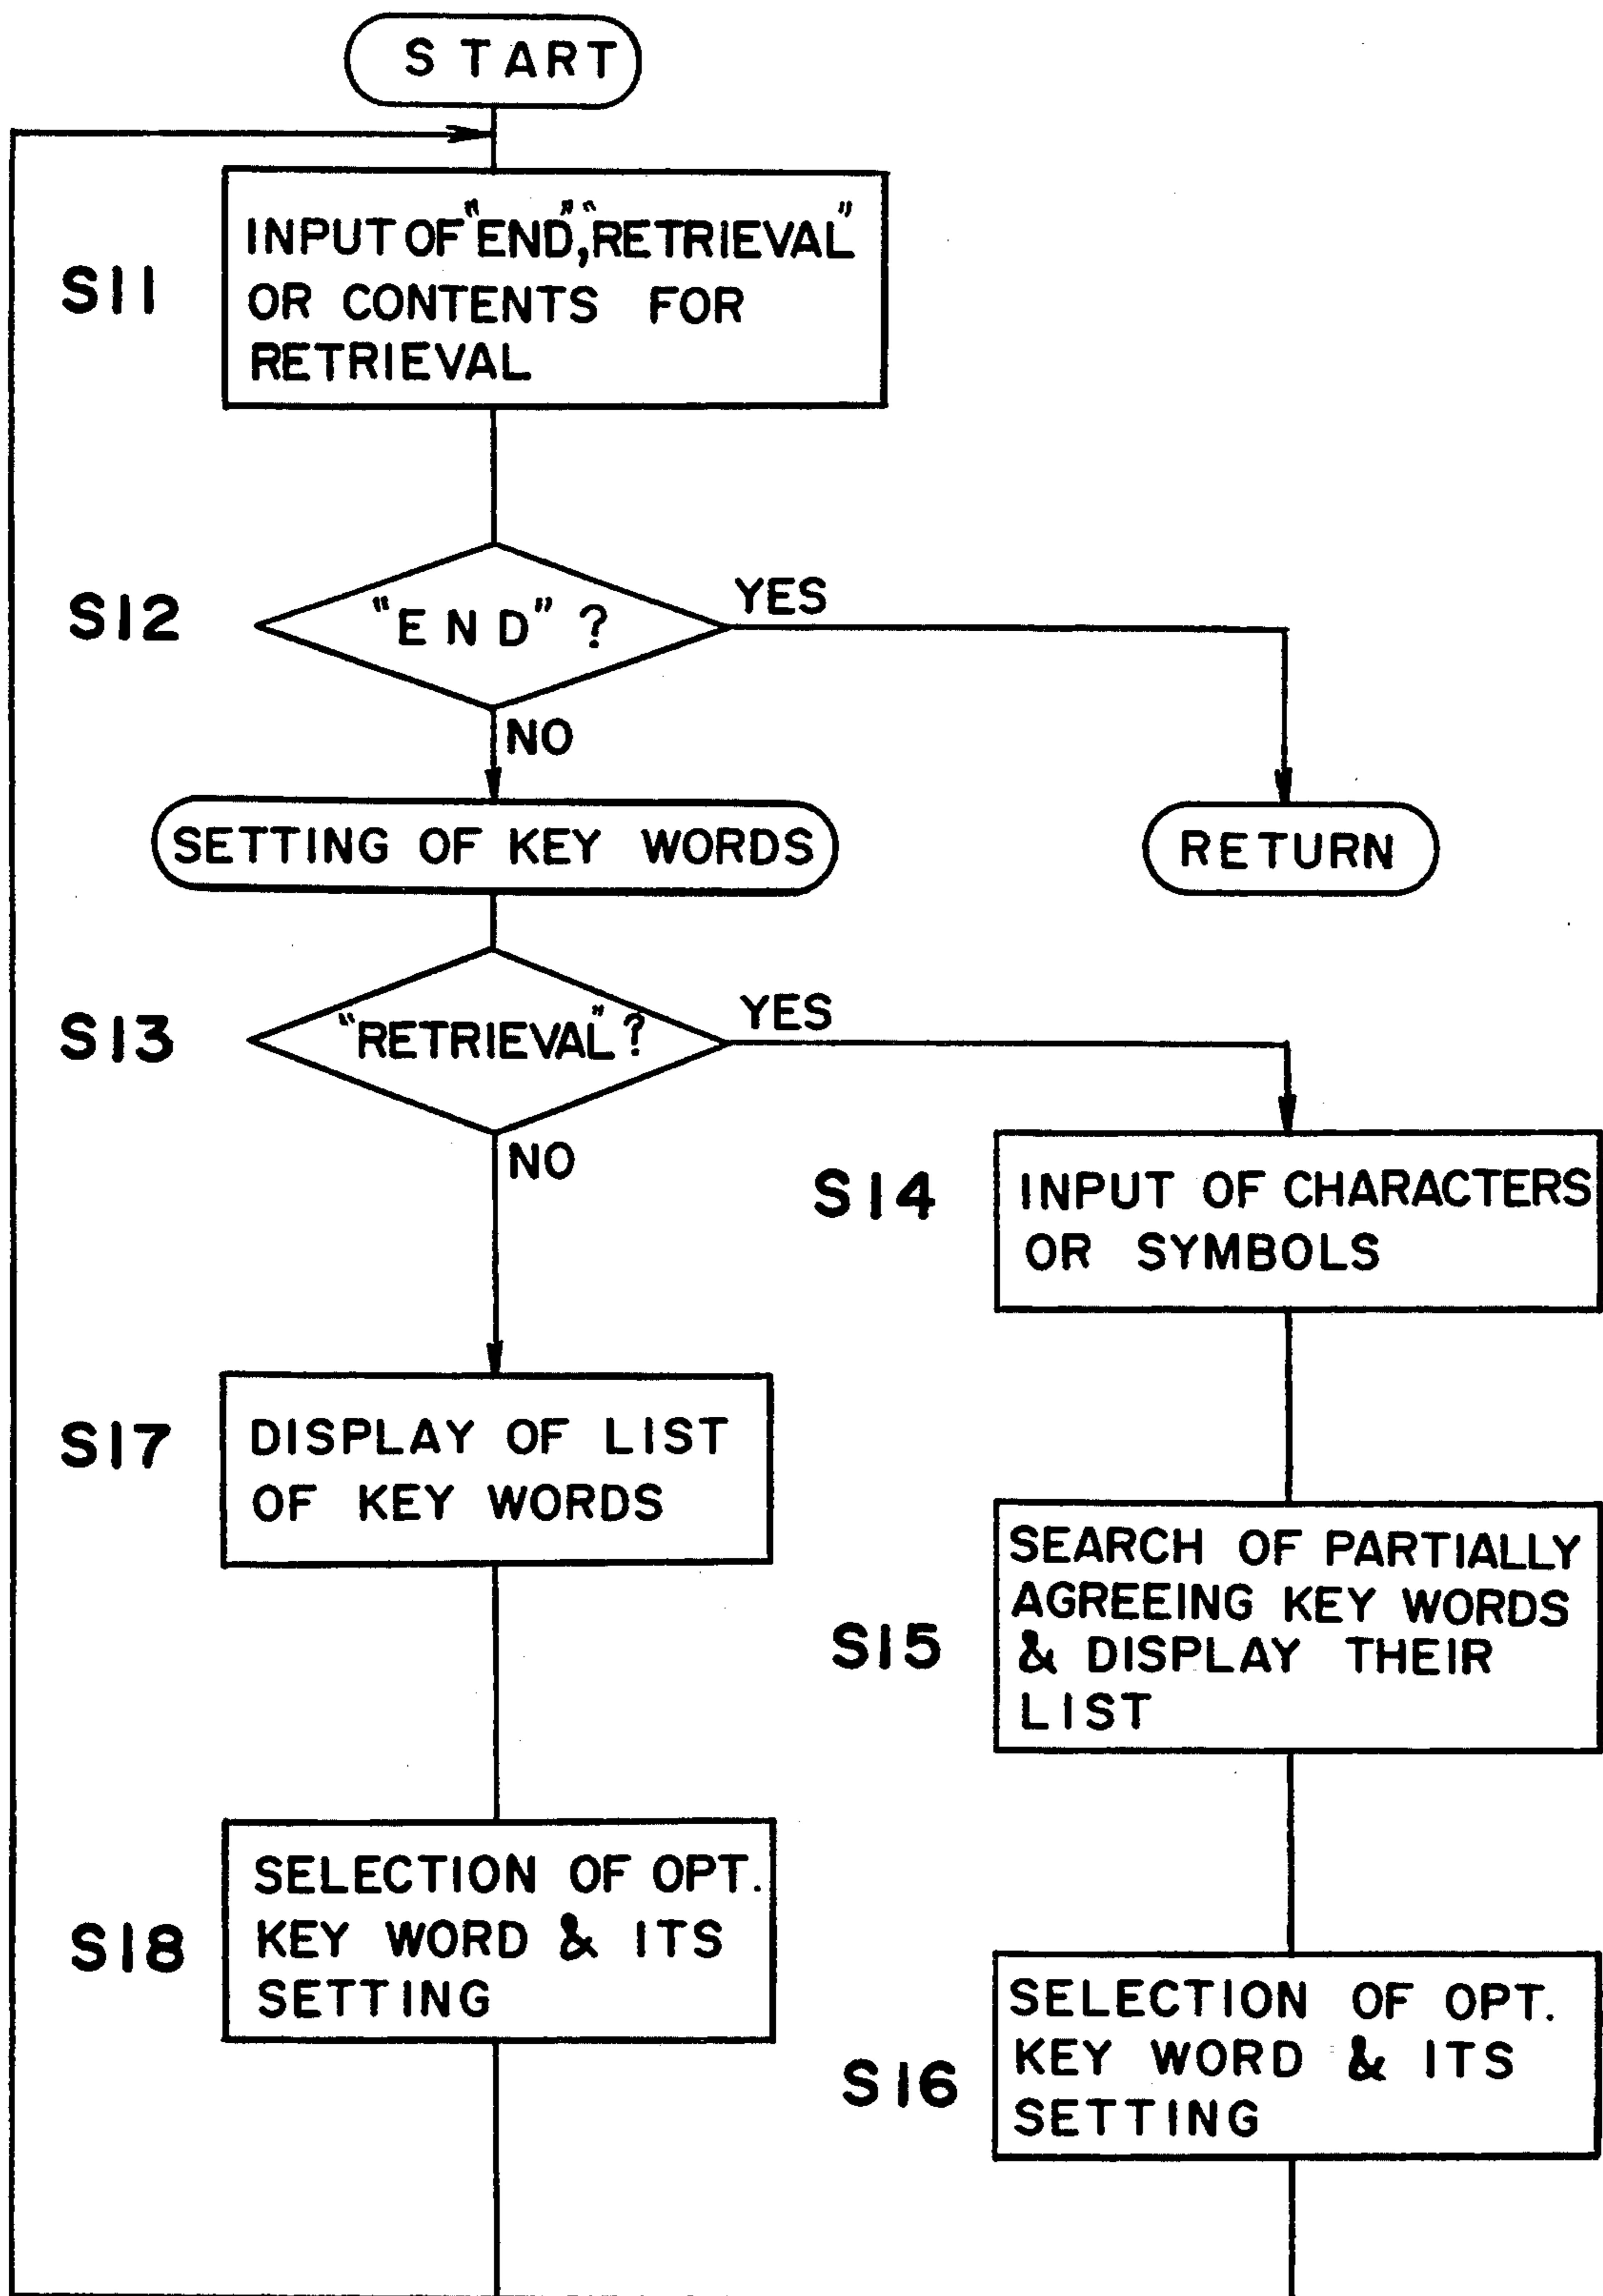 START
S11
INPUT OF "END", "RETRIEVAL"
OR CONTENTS FOR
RETRIEVAL
S12
"END" ?
YES
NO
SETTING OF KEY WORDS
RETURN
S13
"RETRIEVAL" ?
YES
NO
S14
INPUT OF CHARACTERS
OR SYMBOLS
S17
DISPLAY OF LIST
OF KEY WORDS
S15
SEARCH OF PARTIALLY
AGREEING KEY WORDS
& DISPLAY THEIR
LIST
S18
SELECTION OF OPT.
KEY WORD & ITS
SETTING
S16
SELECTION OF OPT.
KEY WORD & ITS
SETTING